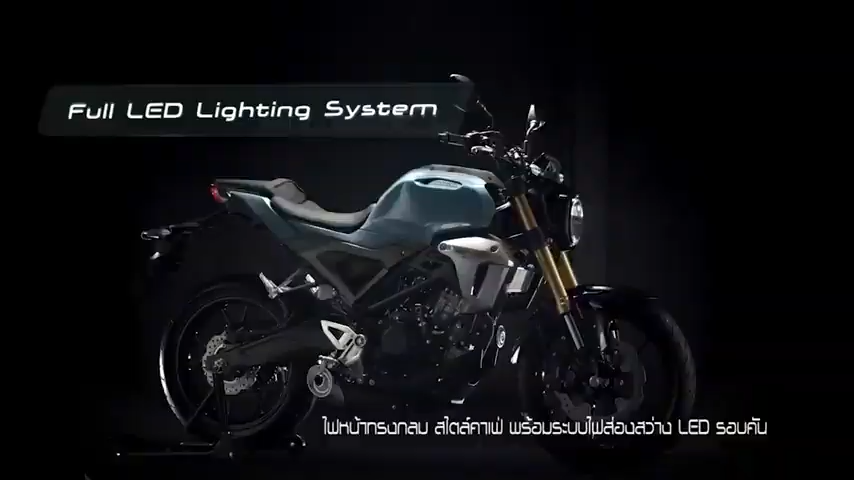 Full LED Lighting System
ไฟหน้าทรงกลม สไตล์คาเฟ่ พร้อมระบบไฟส่องสว่าง LED รอบคัน